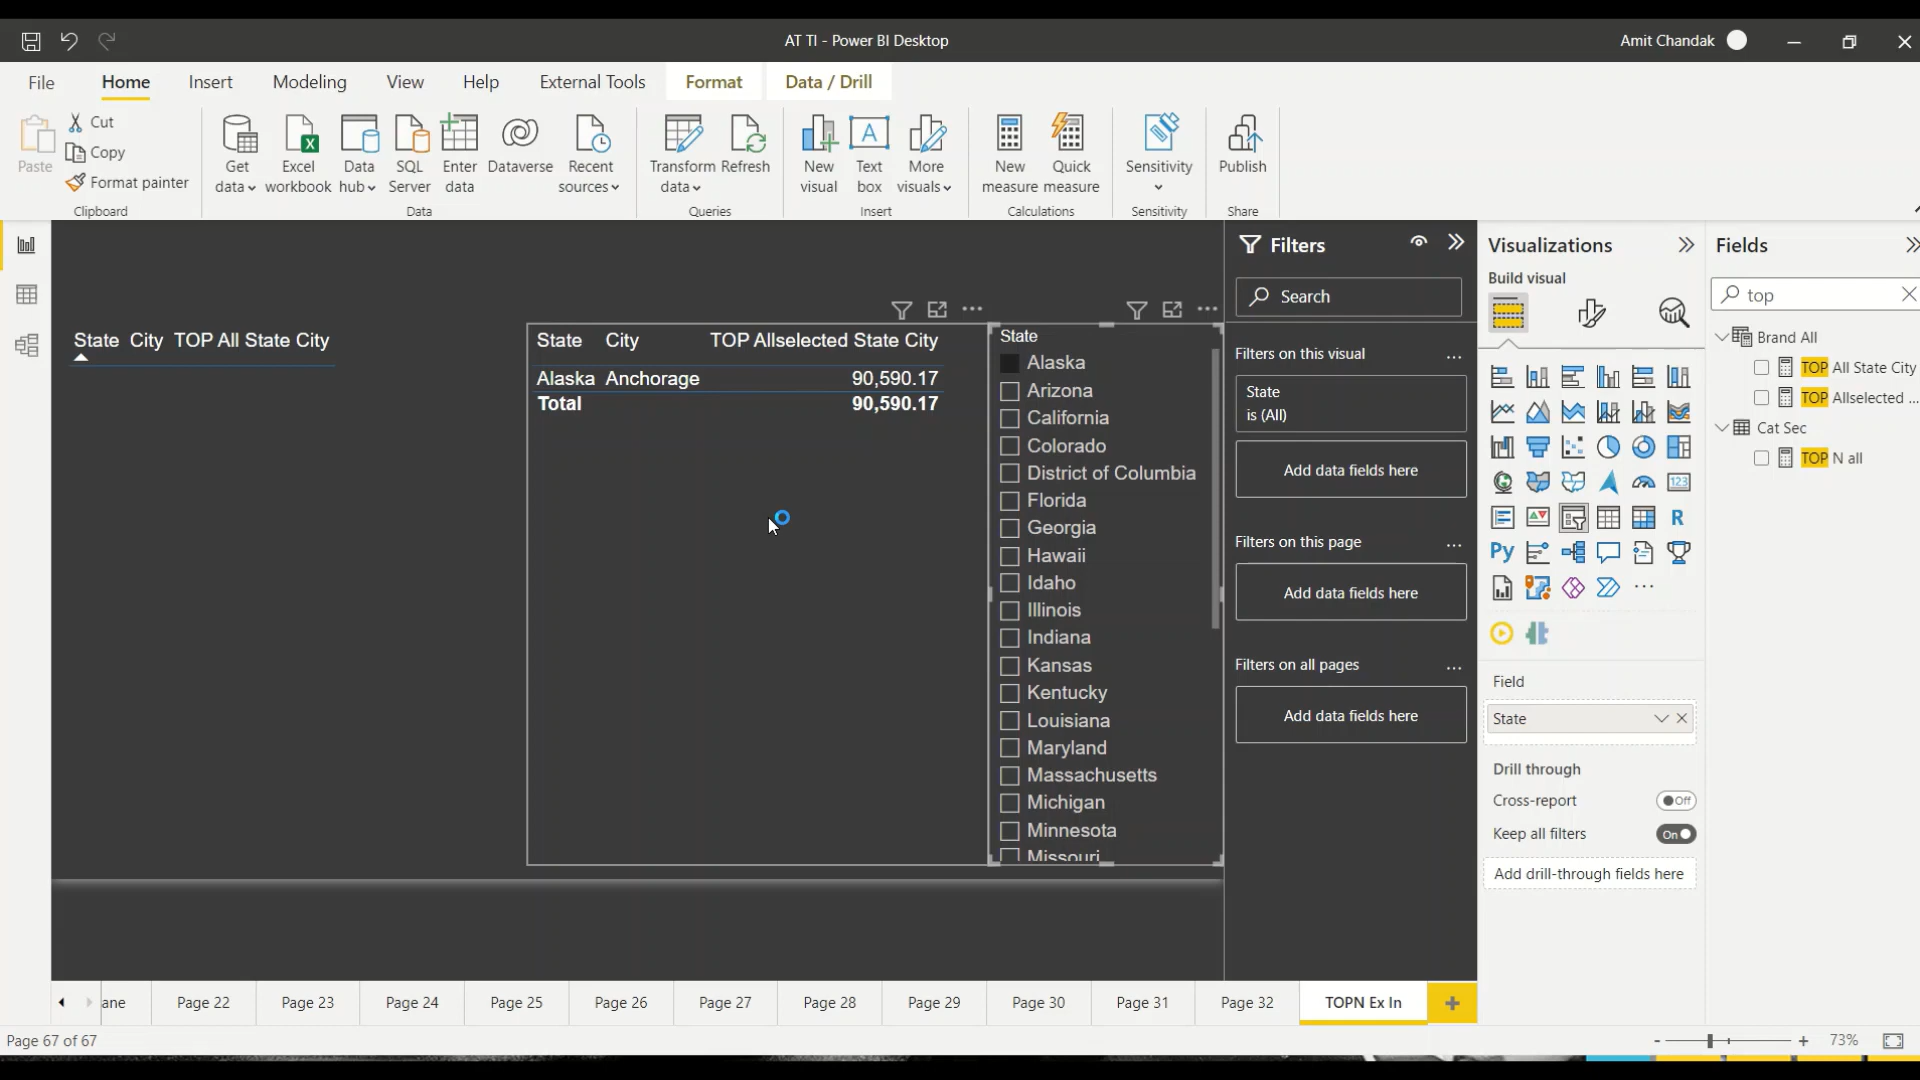 AT TI - Power BI Desktop
Amit Chandak
File
Home
Insert
Modeling
View
Help
External Tools
Format
Data / Drill
Paste
Cut
Copy
Format painter
Clipboard
Get data
Excel workbook
Data hub
SQL Server
Enter data
Dataverse
Recent sources
Data
Transform data
Refresh
Queries
New visual
Text box
More visuals
Insert
New measure
Quick measure
Calculations
Sensitivity
Sensitivity
Publish
Share
State City TOP All State City
State City TOP Allselected State City
Alaska Anchorage 90,590.17
Total 90,590.17
State
Alaska
Arizona
California
Colorado
District of Columbia
Florida
Georgia
Hawaii
Idaho
Illinois
Indiana
Kansas
Kentucky
Louisiana
Maryland
Massachusetts
Michigan
Minnesota
Missouri
Filters
Search
Filters on this visual
State
is (All)
Add data fields here
Filters on this page
Add data fields here
Filters on all pages
Add data fields here
Visualizations
Build visual
123
R
Py
Field
State
Drill through
Cross-report
Off
Keep all filters
On
Add drill-through fields here
Fields
top
Brand All
TOP All State City
TOP Allselected ...
Cat Sec
TOP N all
ane
Page 22
Page 23
Page 24
Page 25
Page 26
Page 27
Page 28
Page 29
Page 30
Page 31
Page 32
TOPN Ex In
Page 67 of 67
73%